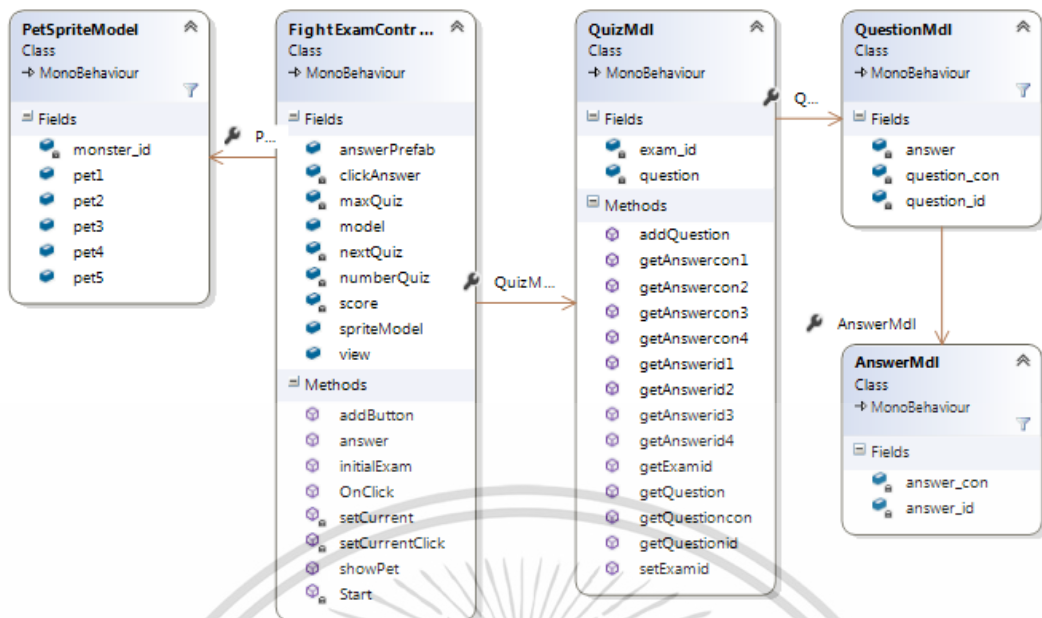 PetSpriteModel
Class
MonoBehaviour
Fields
monster_id
pet1
pet2
pet3
pet4
pet5
P...
FightExamContr ...
Class
MonoBehaviour
Fields
answerPrefab
clickAnswer
maxQuiz
model
nextQuiz
numberQuiz
score
spriteModel
view
Methods
addButton
answer
initialExam
OnClick
setCurrent
setCurrentClick
showPet
Start
QuizM...
QuizMdl
Class
MonoBehaviour
Fields
exam_id
question
Methods
addQuestion
getAnswercon1
getAnswercon2
getAnswercon3
getAnswercon4
getAnswerid1
getAnswerid2
getAnswerid3
getAnswerid4
getExamid
getQuestion
getQuestioncon
getQuestionid
setExamid
Q...
QuestionMdl
Class
MonoBehaviour
Fields
answer
question_con
question_id
AnswerMdl
AnswerMdl
Class
MonoBehaviour
Fields
answer_con
answer_id